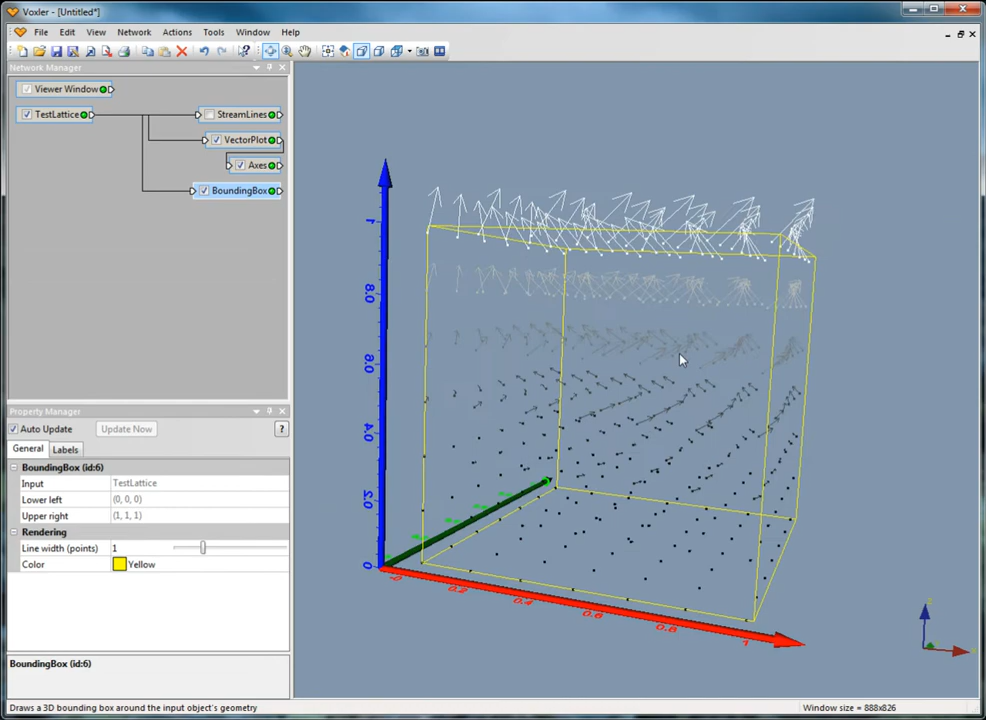 Voxler - [Untitled*]
File Edit View Network Actions Tools Window Help
Network Manager
Viewer Window
TestLattice
StreamLines
VectorPlot
Axes
BoundingBox
Property Manager
Auto Update Update Now ?
General Labels
BoundingBox (id:6)
Input TestLattice
Lower left (0, 0, 0)
Upper right (1, 1, 1)
Rendering
Line width (points) 1
Color Yellow
BoundingBox (id:6)
Draws a 3D bounding box around the input object's geometry
Window size = 888x826
1
0.8
0.6
0.4
0.2
0
-0
0.2
0.4
0.6
0.8
1